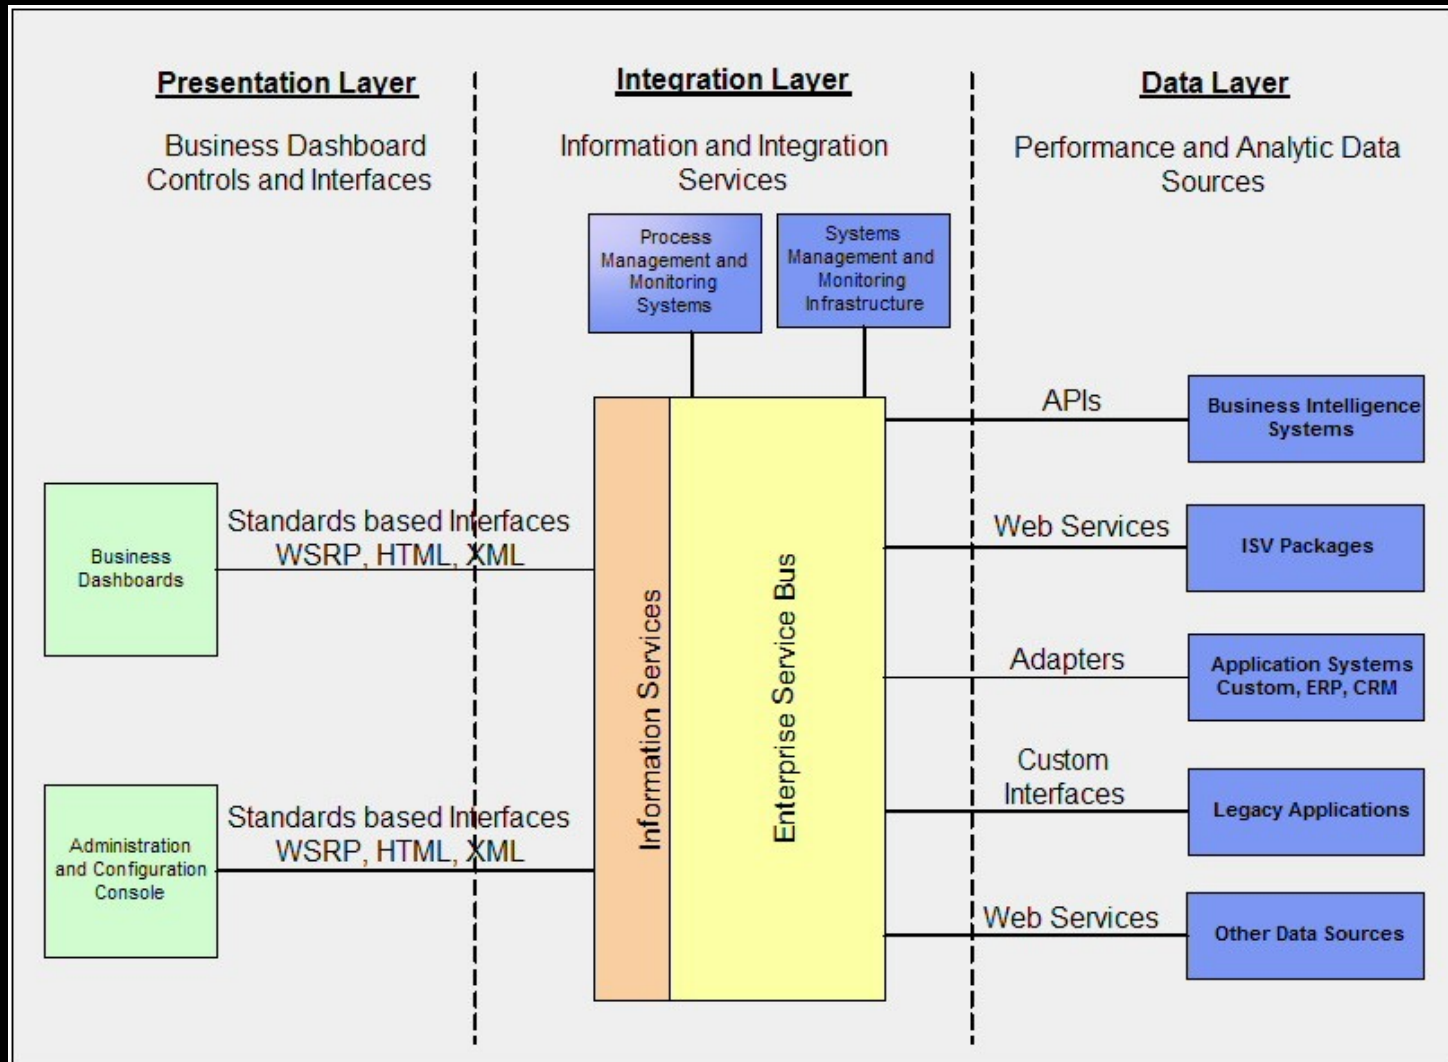 Presentation Layer
Business Dashboard
Controls and Interfaces
Integration Layer
Information and Integration
Services
Data Layer
Performance and Analytic Data
Sources
Process
Management and
Monitoring
Systems
Systems
Management and
Monitoring
Infrastructure
Business
Dashboards
Standards based Interfaces
WSRP, HTML, XML
Administration
and Configuration
Console
Standards based Interfaces
WSRP, HTML, XML
Information Services
Enterprise Service Bus
APIs
Business Intelligence
Systems
Web Services
ISV Packages
Adapters
Application Systems
Custom, ERP, CRM
Custom
Interfaces
Legacy Applications
Web Services
Other Data Sources